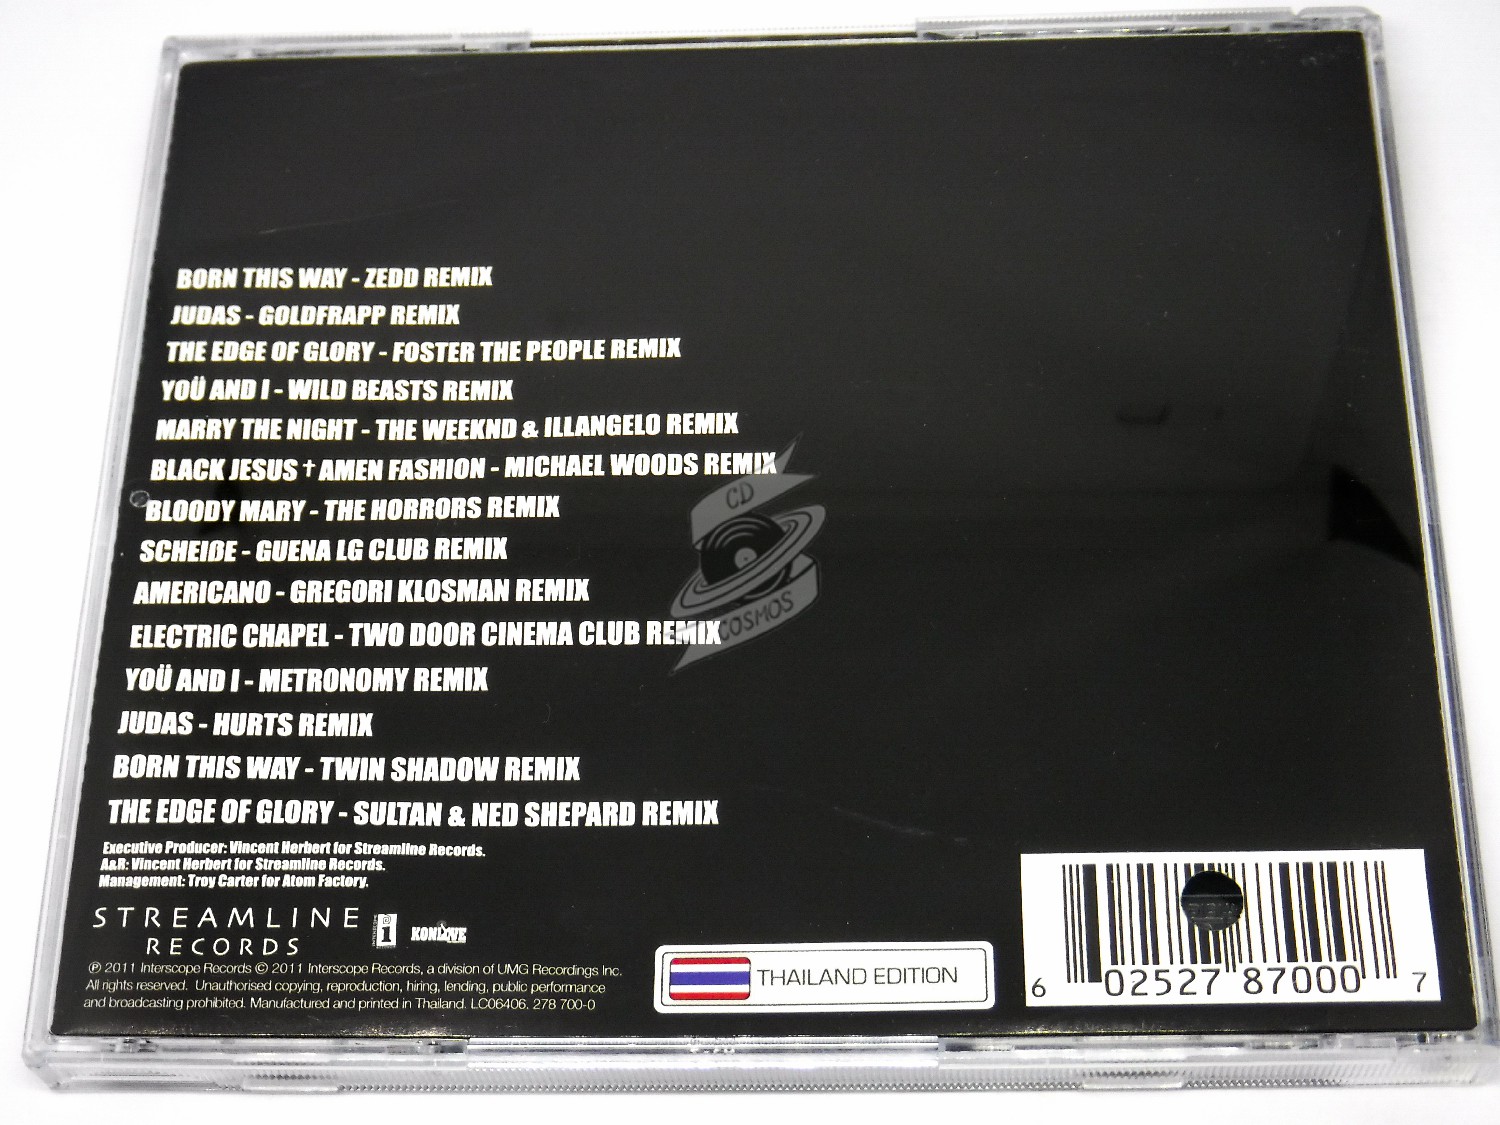 BORN THIS WAY - ZEDD REMIX
JUDAS - GOLDFRAPP REMIX
THE EDGE OF GLORY - FOSTER THE PEOPLE REMIX
YOÜ AND I - WILD BEASTS REMIX
MARRY THE NIGHT - THE WEEKND & ILLANGELO REMIX
BLACK JESUS † AMEN FASHION - MICHAEL WOODS REMIX
BLOODY MARY - THE HORRORS REMIX
SCHEIßE - GUENA LG CLUB REMIX
AMERICANO - GREGORI KLOSMAN REMIX
ELECTRIC CHAPEL - TWO DOOR CINEMA CLUB REMIX
YOÜ AND I - METRONOMY REMIX
JUDAS - HURTS REMIX
BORN THIS WAY - TWIN SHADOW REMIX
THE EDGE OF GLORY - SULTAN & NED SHEPARD REMIX
CD
COSMOS
Executive Producer: Vincent Herbert for Streamline Records.
A&R: Vincent Herbert for Streamline Records.
Management: Troy Carter for Atom Factory.
STREAMLINE
RECORDS
i
KONLIVE
℗ 2011 Interscope Records © 2011 Interscope Records, a division of UMG Recordings Inc.
All rights reserved. Unauthorised copying, reproduction, hiring, lending, public performance
and broadcasting prohibited. Manufactured and printed in Thailand. LC06406. 278 700-0
THAILAND EDITION
6 02527 87000 7